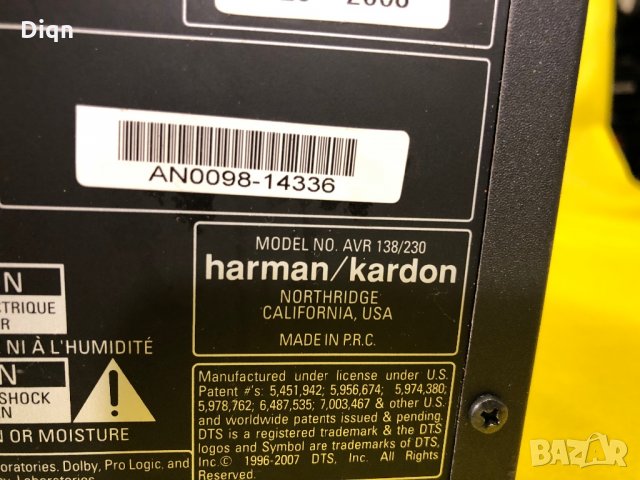 Diqn
2008
AN0098-14336
MODEL NO. AVR 138/230
harman/kardon
NORTHRIDGE
CALIFORNIA, USA
MADE IN P.R.C.
N
R
NI À L'HUMIDITÉ
N
SHOCK
EN
OR MOISTURE
Dolby, Pro Logic, and
Manufactured under license under U.S.
Patent #'s: 5,451,942; 5,956,674; 5,974,380;
5,978,762; 6,487,535; 7,003,467 & other U.S.
and worldwide patents issued & pending.
DTS is a registered trademark & the DTS
logos and Symbol are trademarks of DTS,
Inc.© 1996-2007 DTS, Inc. All Rights
Reserved.
BAZAR